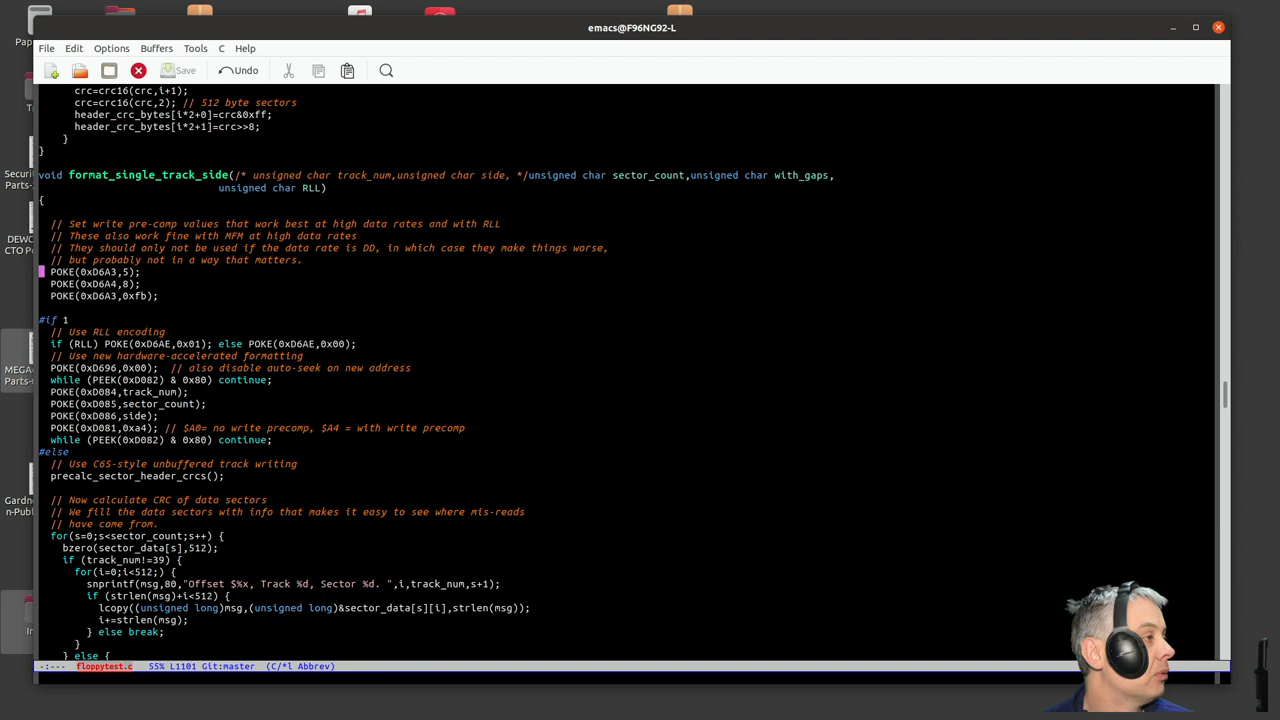 emacs@F96NG92-L
Pap
File Edit Options Buffers Tools C Help
Save Undo
crc=crc16(crc,i+1);
crc=crc16(crc,2); // 512 byte sectors
header_crc_bytes[i*2+0]=crc&0xff;
header_crc_bytes[i*2+1]=crc>>8;
}
}
void format_single_track_side(/* unsigned char track_num,unsigned char side, */unsigned char sector_count,unsigned char with_gaps,
unsigned char RLL)
{
// Set write pre-comp values that work best at high data rates and with RLL
// These also work fine with MFM at high data rates
// They should only not be used if the data rate is DD, in which case they make things worse,
// but probably not in a way that matters.
POKE(0xD6A3,5);
POKE(0xD6A4,8);
POKE(0xD6A3,0xfb);
#if 1
// Use RLL encoding
if (RLL) POKE(0xD6AE,0x01); else POKE(0xD6AE,0x00);
// Use new hardware-accelerated formatting
POKE(0xD696,0x00); // also disable auto-seek on new address
while (PEEK(0xD082) & 0x80) continue;
POKE(0xD084,track_num);
POKE(0xD085,sector_count);
POKE(0xD086,side);
POKE(0xD081,0xa4); // $A0= no write precomp, $A4 = with write precomp
while (PEEK(0xD082) & 0x80) continue;
#else
// Use C65-style unbuffered track writing
precalc_sector_header_crcs();
// Now calculate CRC of data sectors
// We fill the data sectors with info that makes it easy to see where mis-reads
// have come from.
for(s=0;s<sector_count;s++) {
bzero(sector_data[s],512);
if (track_num!=39) {
for(i=0;i<512;) {
snprintf(msg,80,"Offset $%x, Track %d, Sector %d. ",i,track_num,s+1);
if (strlen(msg)+i<512) {
lcopy((unsigned long)msg,(unsigned long)&sector_data[s][i],strlen(msg));
i+=strlen(msg);
} else break;
}
} else {
-:--- floppytest.c 55% L1101 Git:master (C/*l Abbrev)
Securi
Parts-
DEWO
CTO Pr
MEGA
Parts-
Gardn
n-Publ